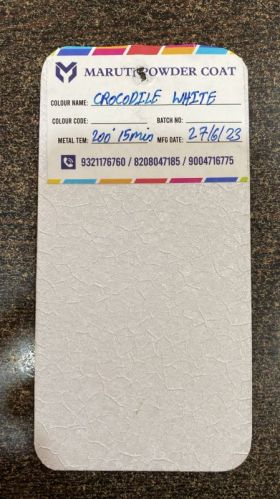 MARUTI POWDER COAT
COLOUR NAME: CROCODILE WHITE
COLOUR CODE: BATCH NO:
METAL TEM: 200° 15min MFG DATE: 27/6/23
9321176760 / 8208047185 / 9004716775